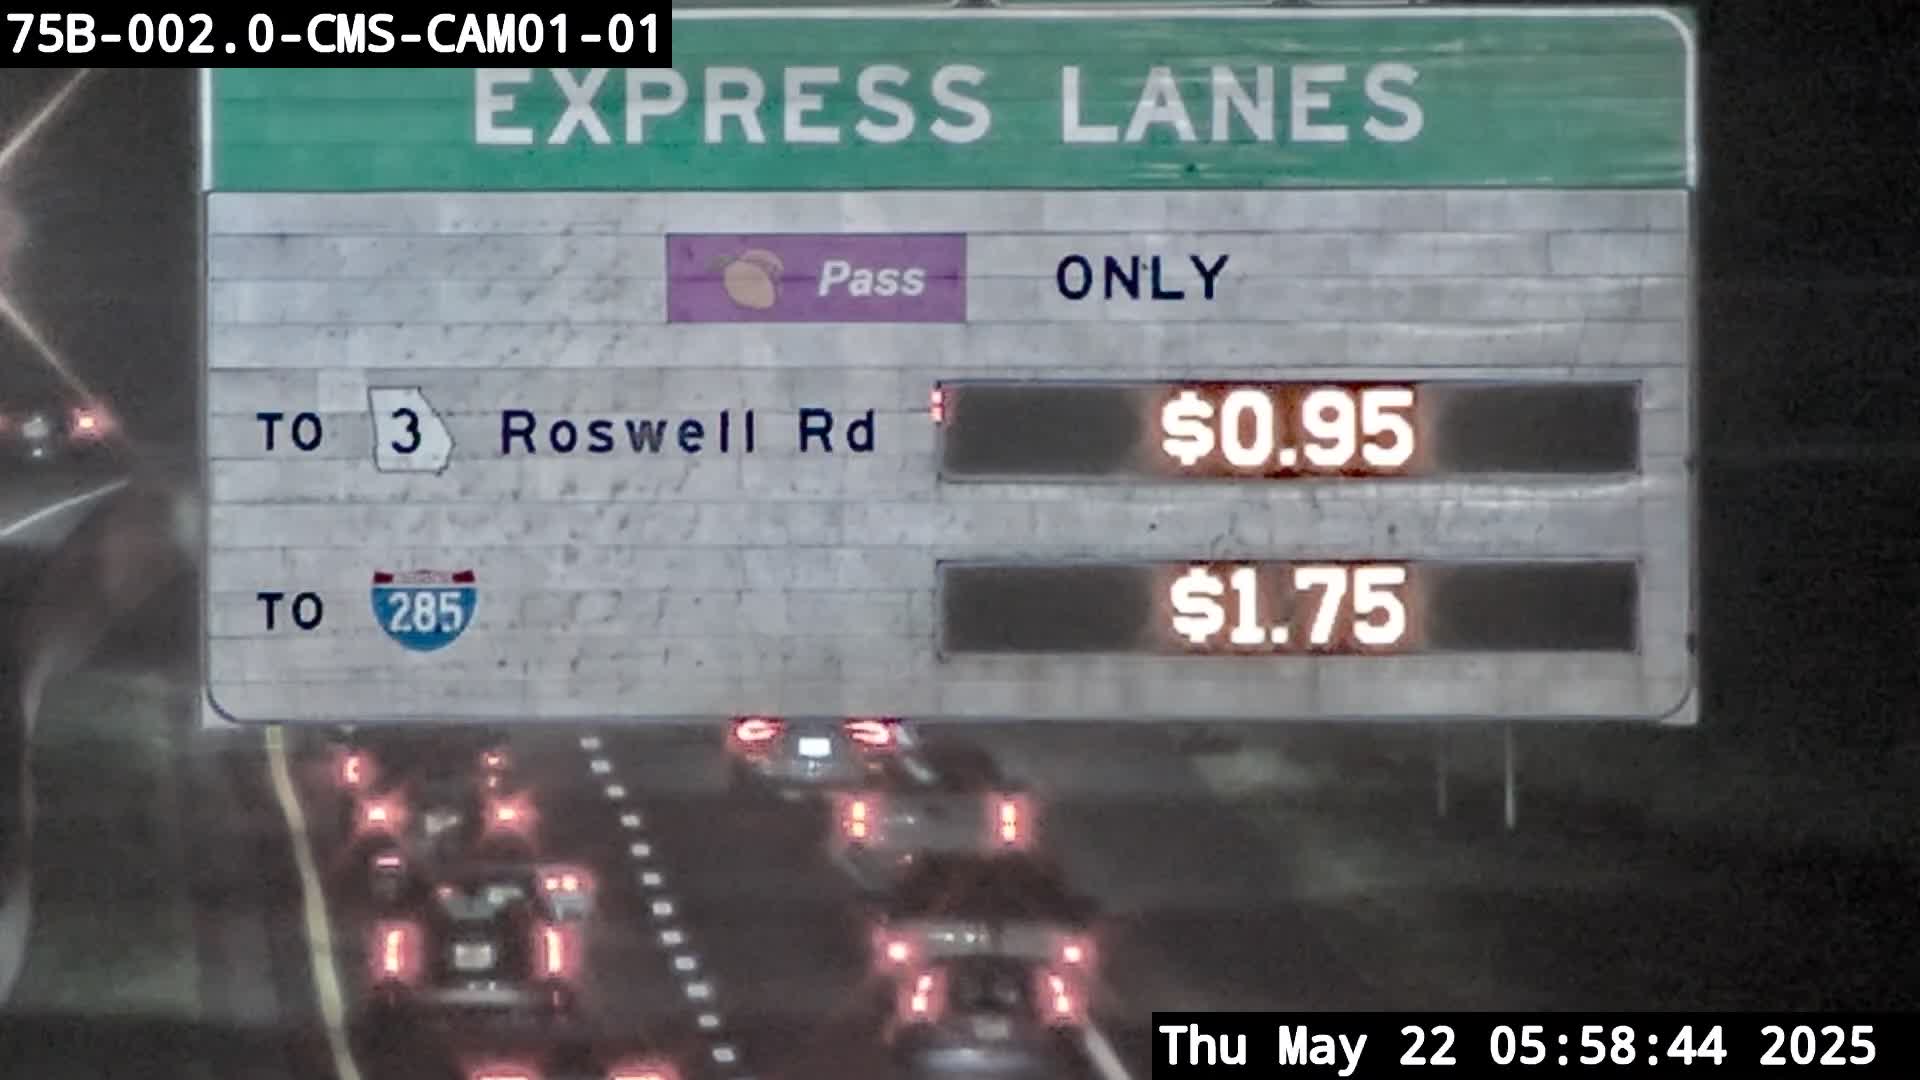 75B-002.0-CMS-CAM01-01
EXPRESS LANES
Pass ONLY
TO 3 Roswell Rd $0.95
TO 285 $1.75
Thu May 22 05:58:44 2025